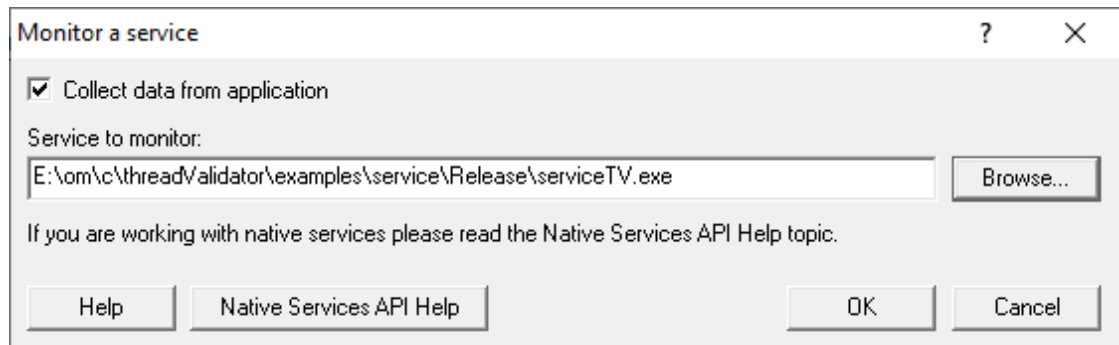 Monitor a service
?
Collect data from application
Service to monitor:
E:\om\c\threadValidator\examples\service\Release\serviceTV.exe
Browse...
If you are working with native services please read the Native Services API Help topic.
Help
Native Services API Help
OK
Cancel